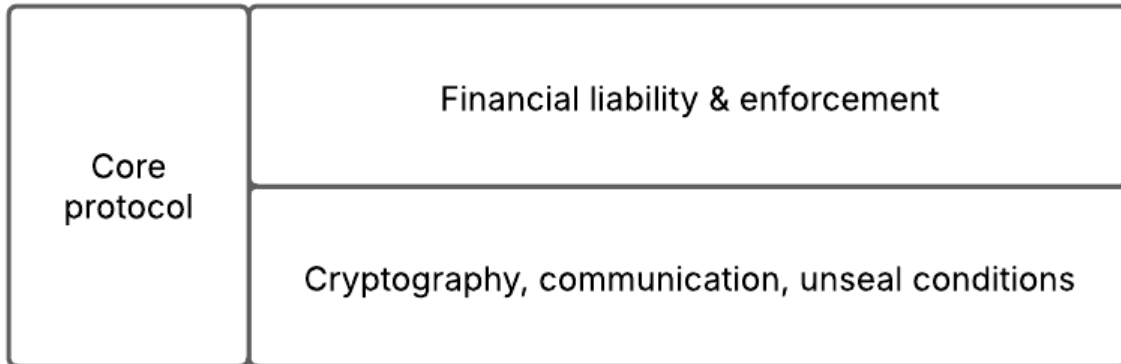 Core
protocol
Financial liability & enforcement
Cryptography, communication, unseal conditions